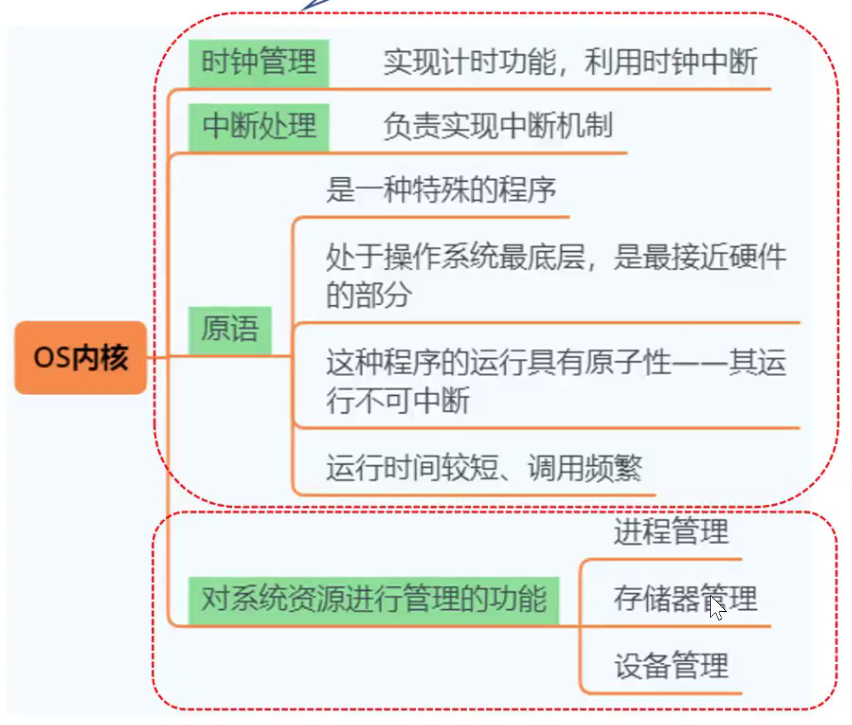 时钟管理
实现计时功能，利用时钟中断
中断处理
负责实现中断机制
是一种特殊的程序
处于操作系统最底层，是最接近硬件
的部分
原语
OS内核
这种程序的运行具有原子性——其运
行不可中断
运行时间较短、调用频繁
进程管理
对系统资源进行管理的功能
存储器管理
设备管理